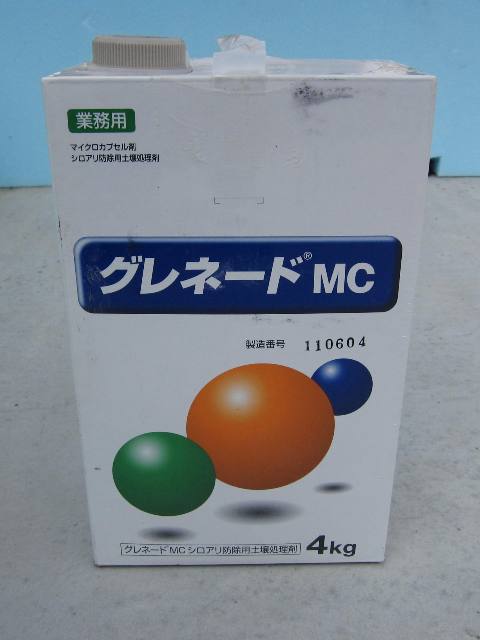 業務用
マイクロカプセル剤
シロアリ防除用土壌処理剤
グレネード® MC
製造番号 110604
グレネード®MC シロアリ防除用土壌処理剤 4kg